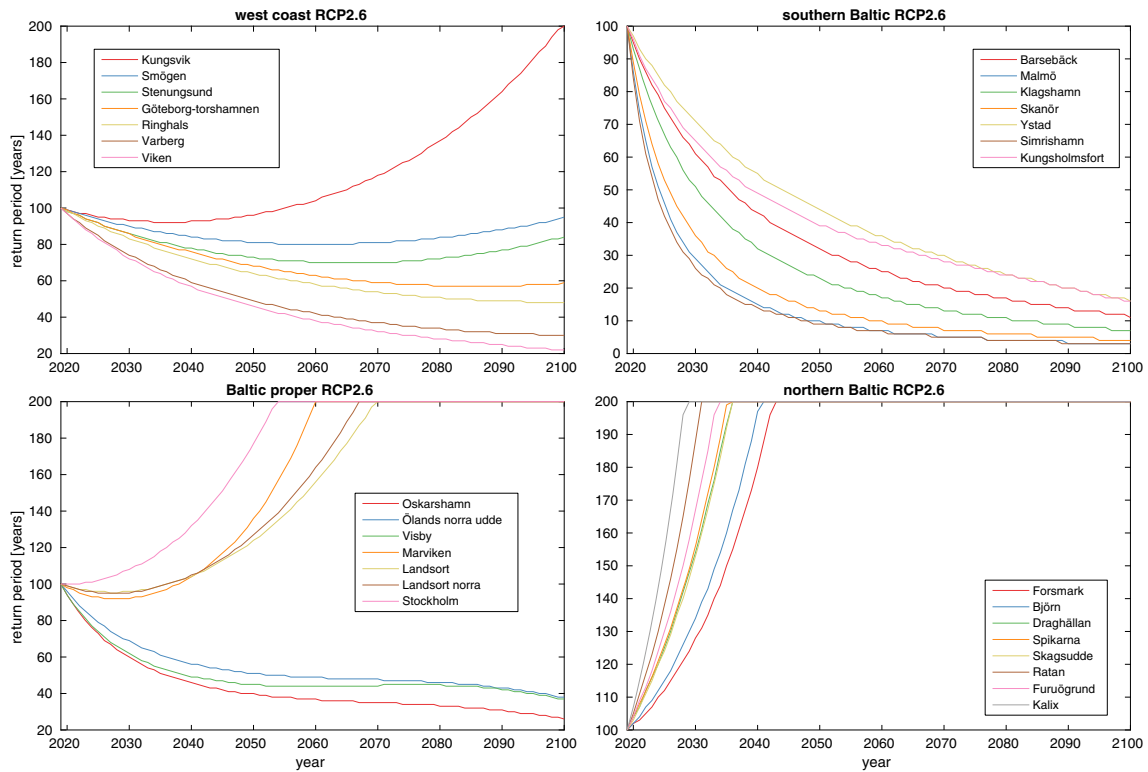 west coast RCP2.6
200
180
160
140
120
100
80
60
40
20
return period [years]
Kungsvik
Smögen
Stenungsund
Göteborg-torshamnen
Ringhals
Varberg
Viken
2020 2030 2040 2050 2060 2070 2080 2090 2100
southern Baltic RCP2.6
100
90
80
70
60
50
40
30
20
10
0
Barsebäck
Malmö
Klagshamn
Skanör
Ystad
Simrishamn
Kungsholmsfort
2020 2030 2040 2050 2060 2070 2080 2090 2100
Baltic proper RCP2.6
200
180
160
140
120
100
80
60
40
20
return period [years]
Oskarshamn
Ölands norra udde
Visby
Marviken
Landsort
Landsort norra
Stockholm
2020 2030 2040 2050 2060 2070 2080 2090 2100
year
northern Baltic RCP2.6
200
190
180
170
160
150
140
130
120
110
100
Forsmark
Björn
Draghällan
Spikarna
Skagsudde
Ratan
Furuögrund
Kalix
2020 2030 2040 2050 2060 2070 2080 2090 2100
year